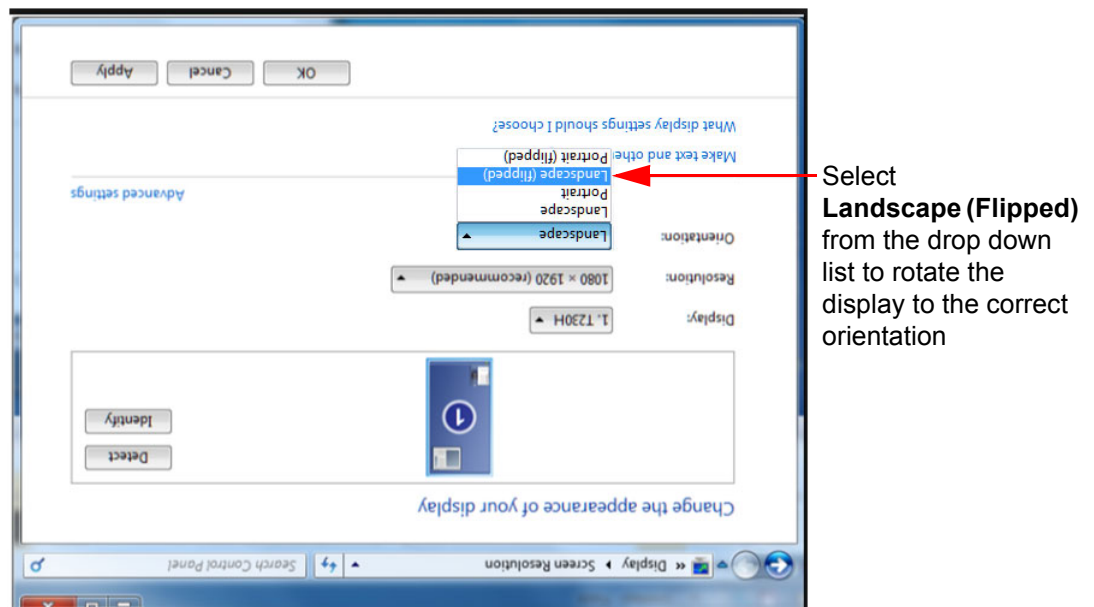 « Display ▸ Screen Resolution
Search Control Panel
Change the appearance of your display
1
Detect
Identify
Display: 1. T230H
Resolution: 1080 × 1920 (recommended)
Orientation: Landscape
Landscape
Portrait
Landscape (flipped)
Portrait (flipped)
Advanced settings
Make text and other
What display settings should I choose?
OK Cancel Apply
Select
Landscape (Flipped)
from the drop down
list to rotate the
display to the correct
orientation